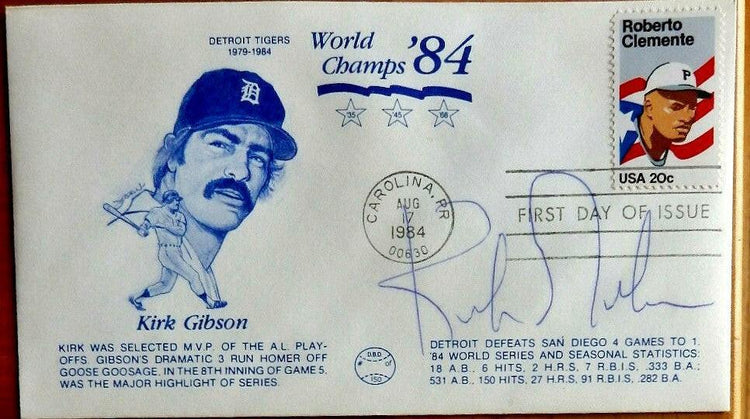 DETROIT TIGERS
1979-1984
World
Champs '84
'35 '45 '68
D
Kirk Gibson
KIRK WAS SELECTED M.V.P. OF THE A.L. PLAY-
OFFS. GIBSON'S DRAMATIC 3 RUN HOMER OFF
GOOSE GOSSAGE, IN THE 8TH INNING OF GAME 5,
WAS THE MAJOR HIGHLIGHT OF SERIES.
Roberto
Clemente
P
USA 20c
CAROLINA, PR
AUG
17
1984
00630
FIRST DAY OF ISSUE
Kirk Gibson
DETROIT DEFEATS SAN DIEGO 4 GAMES TO 1.
'84 WORLD SERIES AND SEASONAL STATISTICS:
18 A.B., 6 HITS, 2 H.R.S, 7 R.B.I.S, .333 B.A.;
531 A.B., 150 HITS, 27 H.R.S, 91 R.B.I.S, .282 B.A.
150